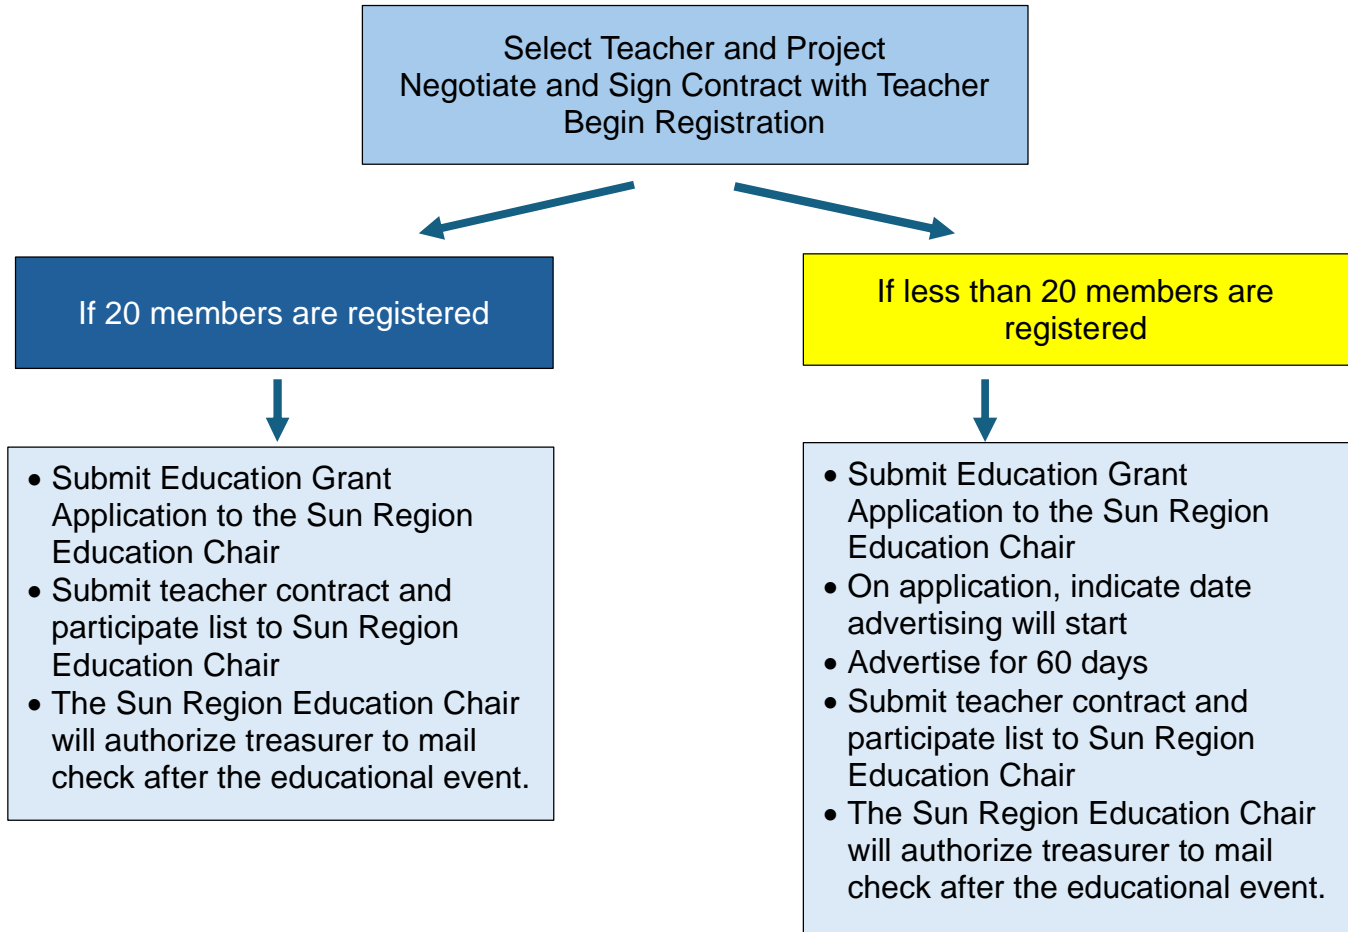 Select Teacher and Project
Negotiate and Sign Contract with Teacher
Begin Registration
If 20 members are registered
If less than 20 members are
registered
• Submit Education Grant
Application to the Sun Region
Education Chair
• Submit teacher contract and
participate list to Sun Region
Education Chair
• The Sun Region Education Chair
will authorize treasurer to mail
check after the educational event.
• Submit Education Grant
Application to the Sun Region
Education Chair
• On application, indicate date
advertising will start
• Advertise for 60 days
• Submit teacher contract and
participate list to Sun Region
Education Chair
• The Sun Region Education Chair
will authorize treasurer to mail
check after the educational event.